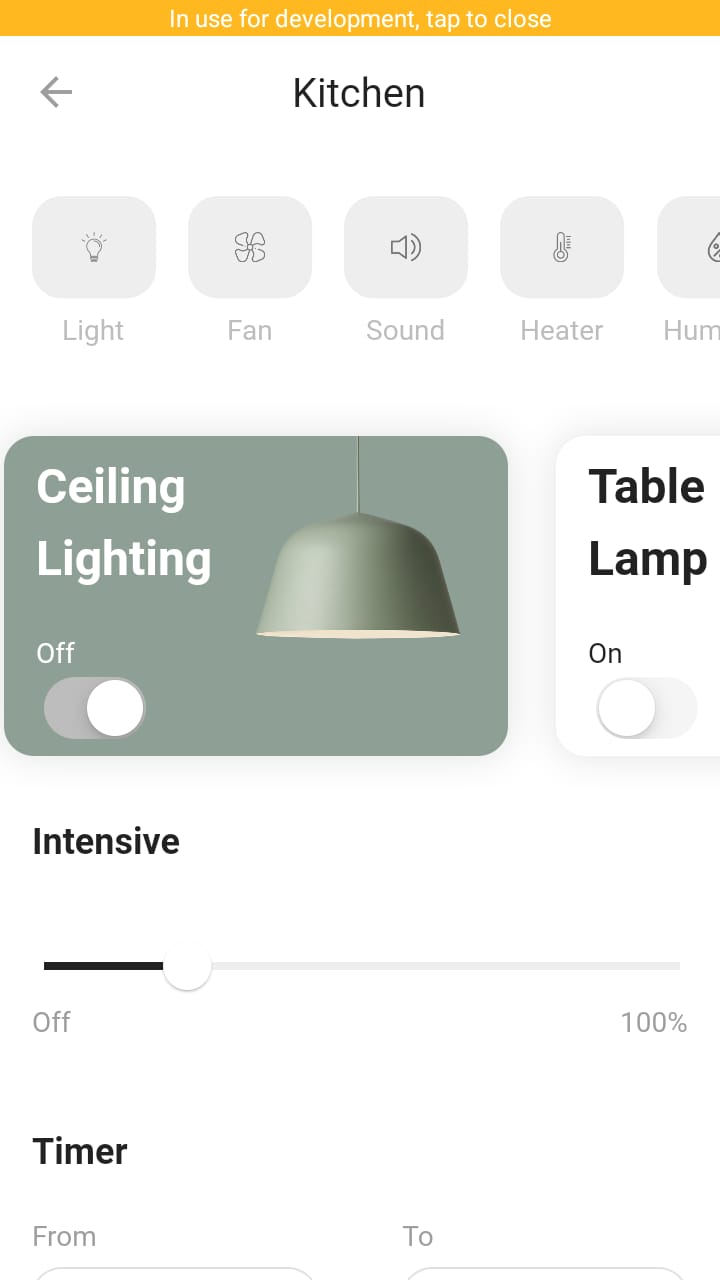 In use for development, tap to close
Kitchen
Light
Fan
Sound
Heater
Hum
Ceiling
Lighting
Off
Table
Lamp
On
Intensive
Off
100%
Timer
From
To